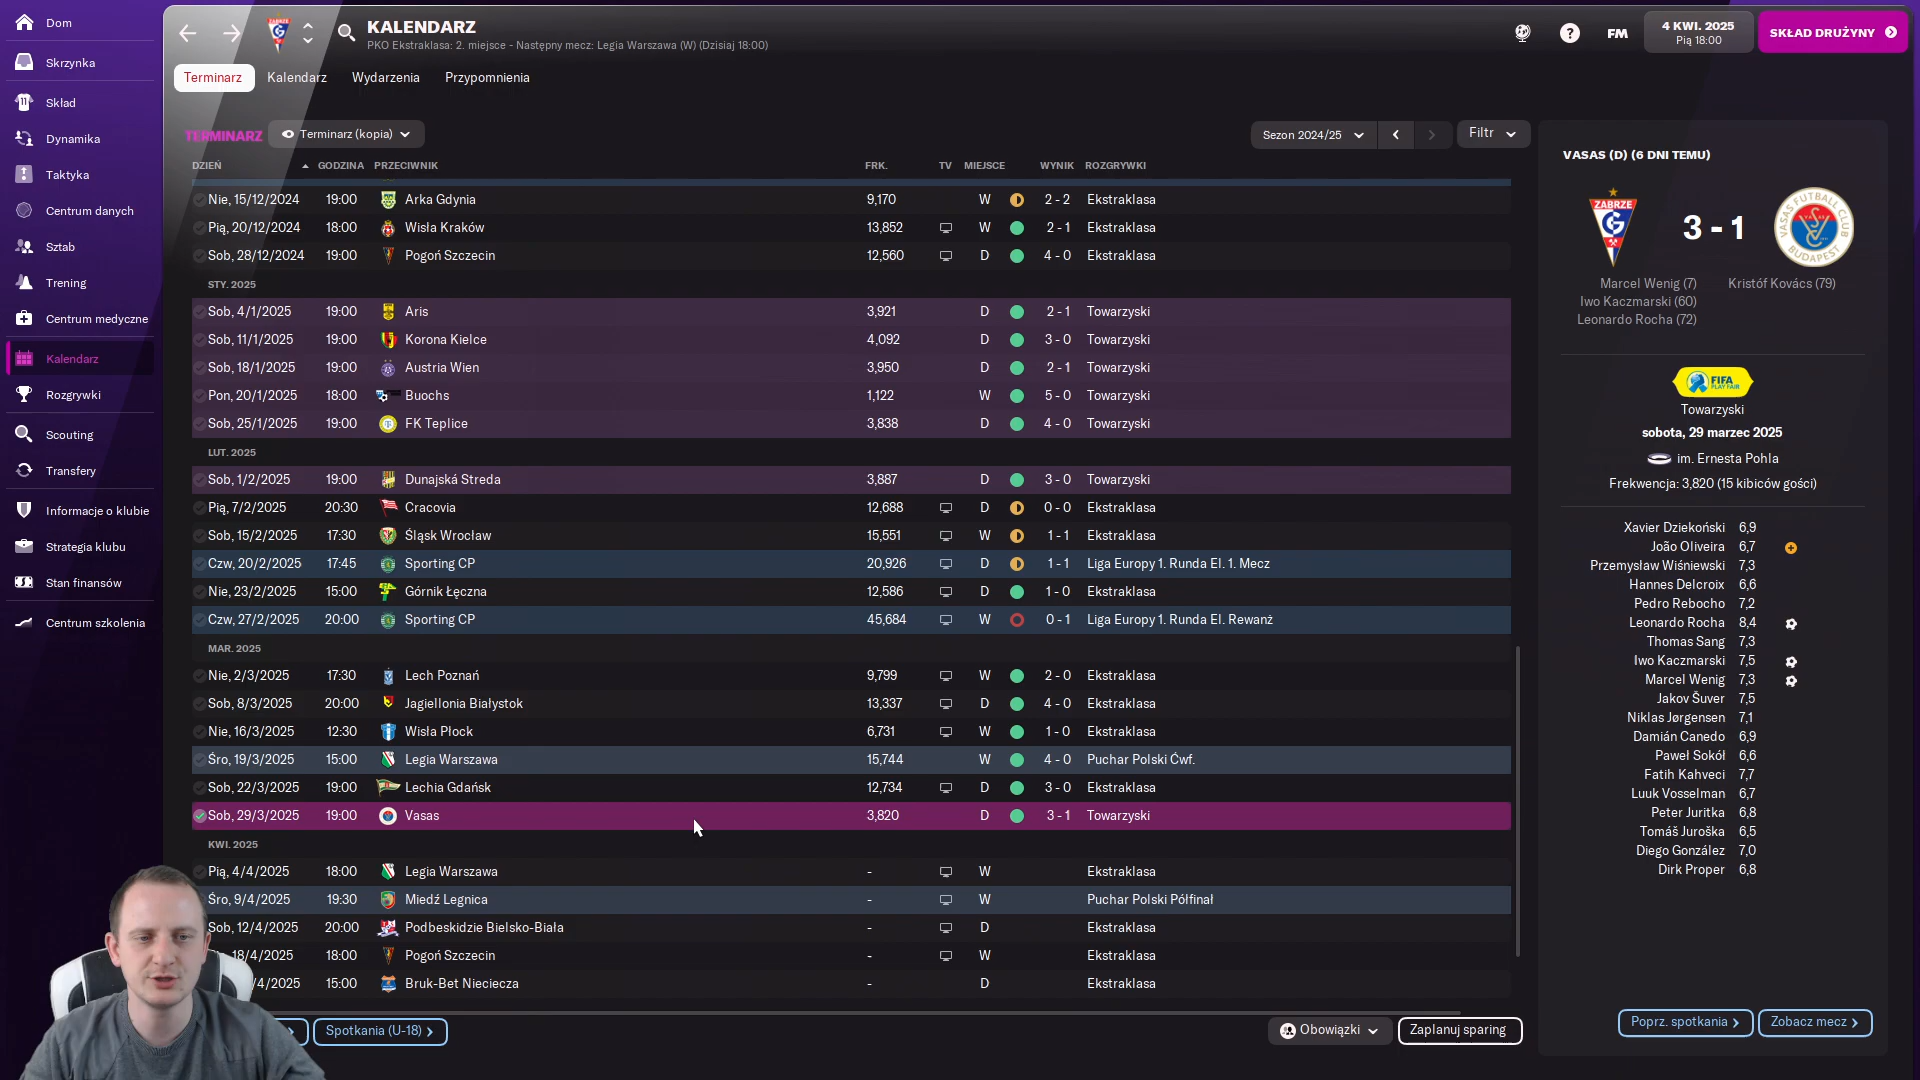 Dom
Skrzynka
Skład
Dynamika
Taktyka
Centrum danych
Sztab
Trening
Centrum medyczne
Kalendarz
Rozgrywki
Scouting
Transfery
Informacje o klubie
Strategia klubu
Stan finansów
Centrum szkolenia
KALENDARZ
PKO Ekstraklasa: 2. miejsce - Następny mecz: Legia Warszawa (W) (Dzisiaj 18:00)
FM
4 KWI. 2025
Pią 18:00
SKŁAD DRUŻYNY
Terminarz Kalendarz Wydarzenia Przypomnienia
TERMINARZ Terminarz (kopia) Sezon 2024/25 Filtr
DZIEŃ GODZINA PRZECIWNIK FRK. TV MIEJSCE WYNIK ROZGRYWKI
Nie, 15/12/2024 19:00 Arka Gdynia 9,170 W 2 - 2 Ekstraklasa
Pią, 20/12/2024 18:00 Wisła Kraków 13,852 W 2 - 1 Ekstraklasa
Sob, 28/12/2024 19:00 Pogoń Szczecin 12,560 D 4 - 0 Ekstraklasa
STY. 2025
Sob, 4/1/2025 19:00 Aris 3,921 D 2 - 1 Towarzyski
Sob, 11/1/2025 19:00 Korona Kielce 4,092 D 3 - 0 Towarzyski
Sob, 18/1/2025 19:00 Austria Wien 3,950 D 2 - 1 Towarzyski
Pon, 20/1/2025 18:00 Buochs 1,122 W 5 - 0 Towarzyski
Sob, 25/1/2025 19:00 FK Teplice 3,838 D 4 - 0 Towarzyski
LUT. 2025
Sob, 1/2/2025 19:00 Dunajská Streda 3,887 D 3 - 0 Towarzyski
Pią, 7/2/2025 20:30 Cracovia 12,688 D 0 - 0 Ekstraklasa
Sob, 15/2/2025 17:30 Śląsk Wrocław 15,551 W 1 - 1 Ekstraklasa
Czw, 20/2/2025 17:45 Sporting CP 20,926 D 1 - 1 Liga Europy 1. Runda El. 1. Mecz
Nie, 23/2/2025 15:00 Górnik Łęczna 12,586 D 1 - 0 Ekstraklasa
Czw, 27/2/2025 20:00 Sporting CP 45,684 W 0 - 1 Liga Europy 1. Runda El. Rewanż
MAR. 2025
Nie, 2/3/2025 17:30 Lech Poznań 9,799 W 2 - 0 Ekstraklasa
Sob, 8/3/2025 20:00 Jagiellonia Białystok 13,337 D 4 - 0 Ekstraklasa
Nie, 16/3/2025 12:30 Wisła Płock 6,731 W 1 - 0 Ekstraklasa
Śro, 19/3/2025 15:00 Legia Warszawa 15,744 W 4 - 0 Puchar Polski Ćwf.
Sob, 22/3/2025 19:00 Lechia Gdańsk 12,734 D 3 - 0 Ekstraklasa
Sob, 29/3/2025 19:00 Vasas 3,820 D 3 - 1 Towarzyski
KWI. 2025
Pią, 4/4/2025 18:00 Legia Warszawa - W Ekstraklasa
Śro, 9/4/2025 19:30 Miedź Legnica - W Puchar Polski Półfinał
Sob, 12/4/2025 20:00 Podbeskidzie Bielsko-Biała - D Ekstraklasa
18/4/2025 18:00 Pogoń Szczecin - W Ekstraklasa
/4/2025 15:00 Bruk-Bet Nieciecza - D Ekstraklasa
Spotkania (U-18) Obowiązki Zaplanuj sparing
VASAS (D) (6 DNI TEMU)
ZABRZE
3 - 1
VASAS FUTBALL CLUB BUDAPEST
Marcel Wenig (7) Kristóf Kovács (79)
Iwo Kaczmarski (60)
Leonardo Rocha (72)
FIFA
PLAY FAIR
Towarzyski
sobota, 29 marzec 2025
im. Ernesta Pohla
Frekwencja: 3,820 (15 kibiców gości)
Xavier Dziekoński 6,9
João Oliveira 6,7
Przemysław Wiśniewski 7,3
Hannes Delcroix 6,6
Pedro Rebocho 7,2
Leonardo Rocha 8,4
Thomas Sang 7,3
Iwo Kaczmarski 7,5
Marcel Wenig 7,3
Jakov Šuver 7,5
Niklas Jørgensen 7,1
Damián Canedo 6,9
Paweł Sokół 6,6
Fatih Kahveci 7,7
Luuk Vosselman 6,7
Peter Juritka 6,8
Tomáš Juroška 6,5
Diego González 7,0
Dirk Proper 6,8
Poprz. spotkania Zobacz mecz